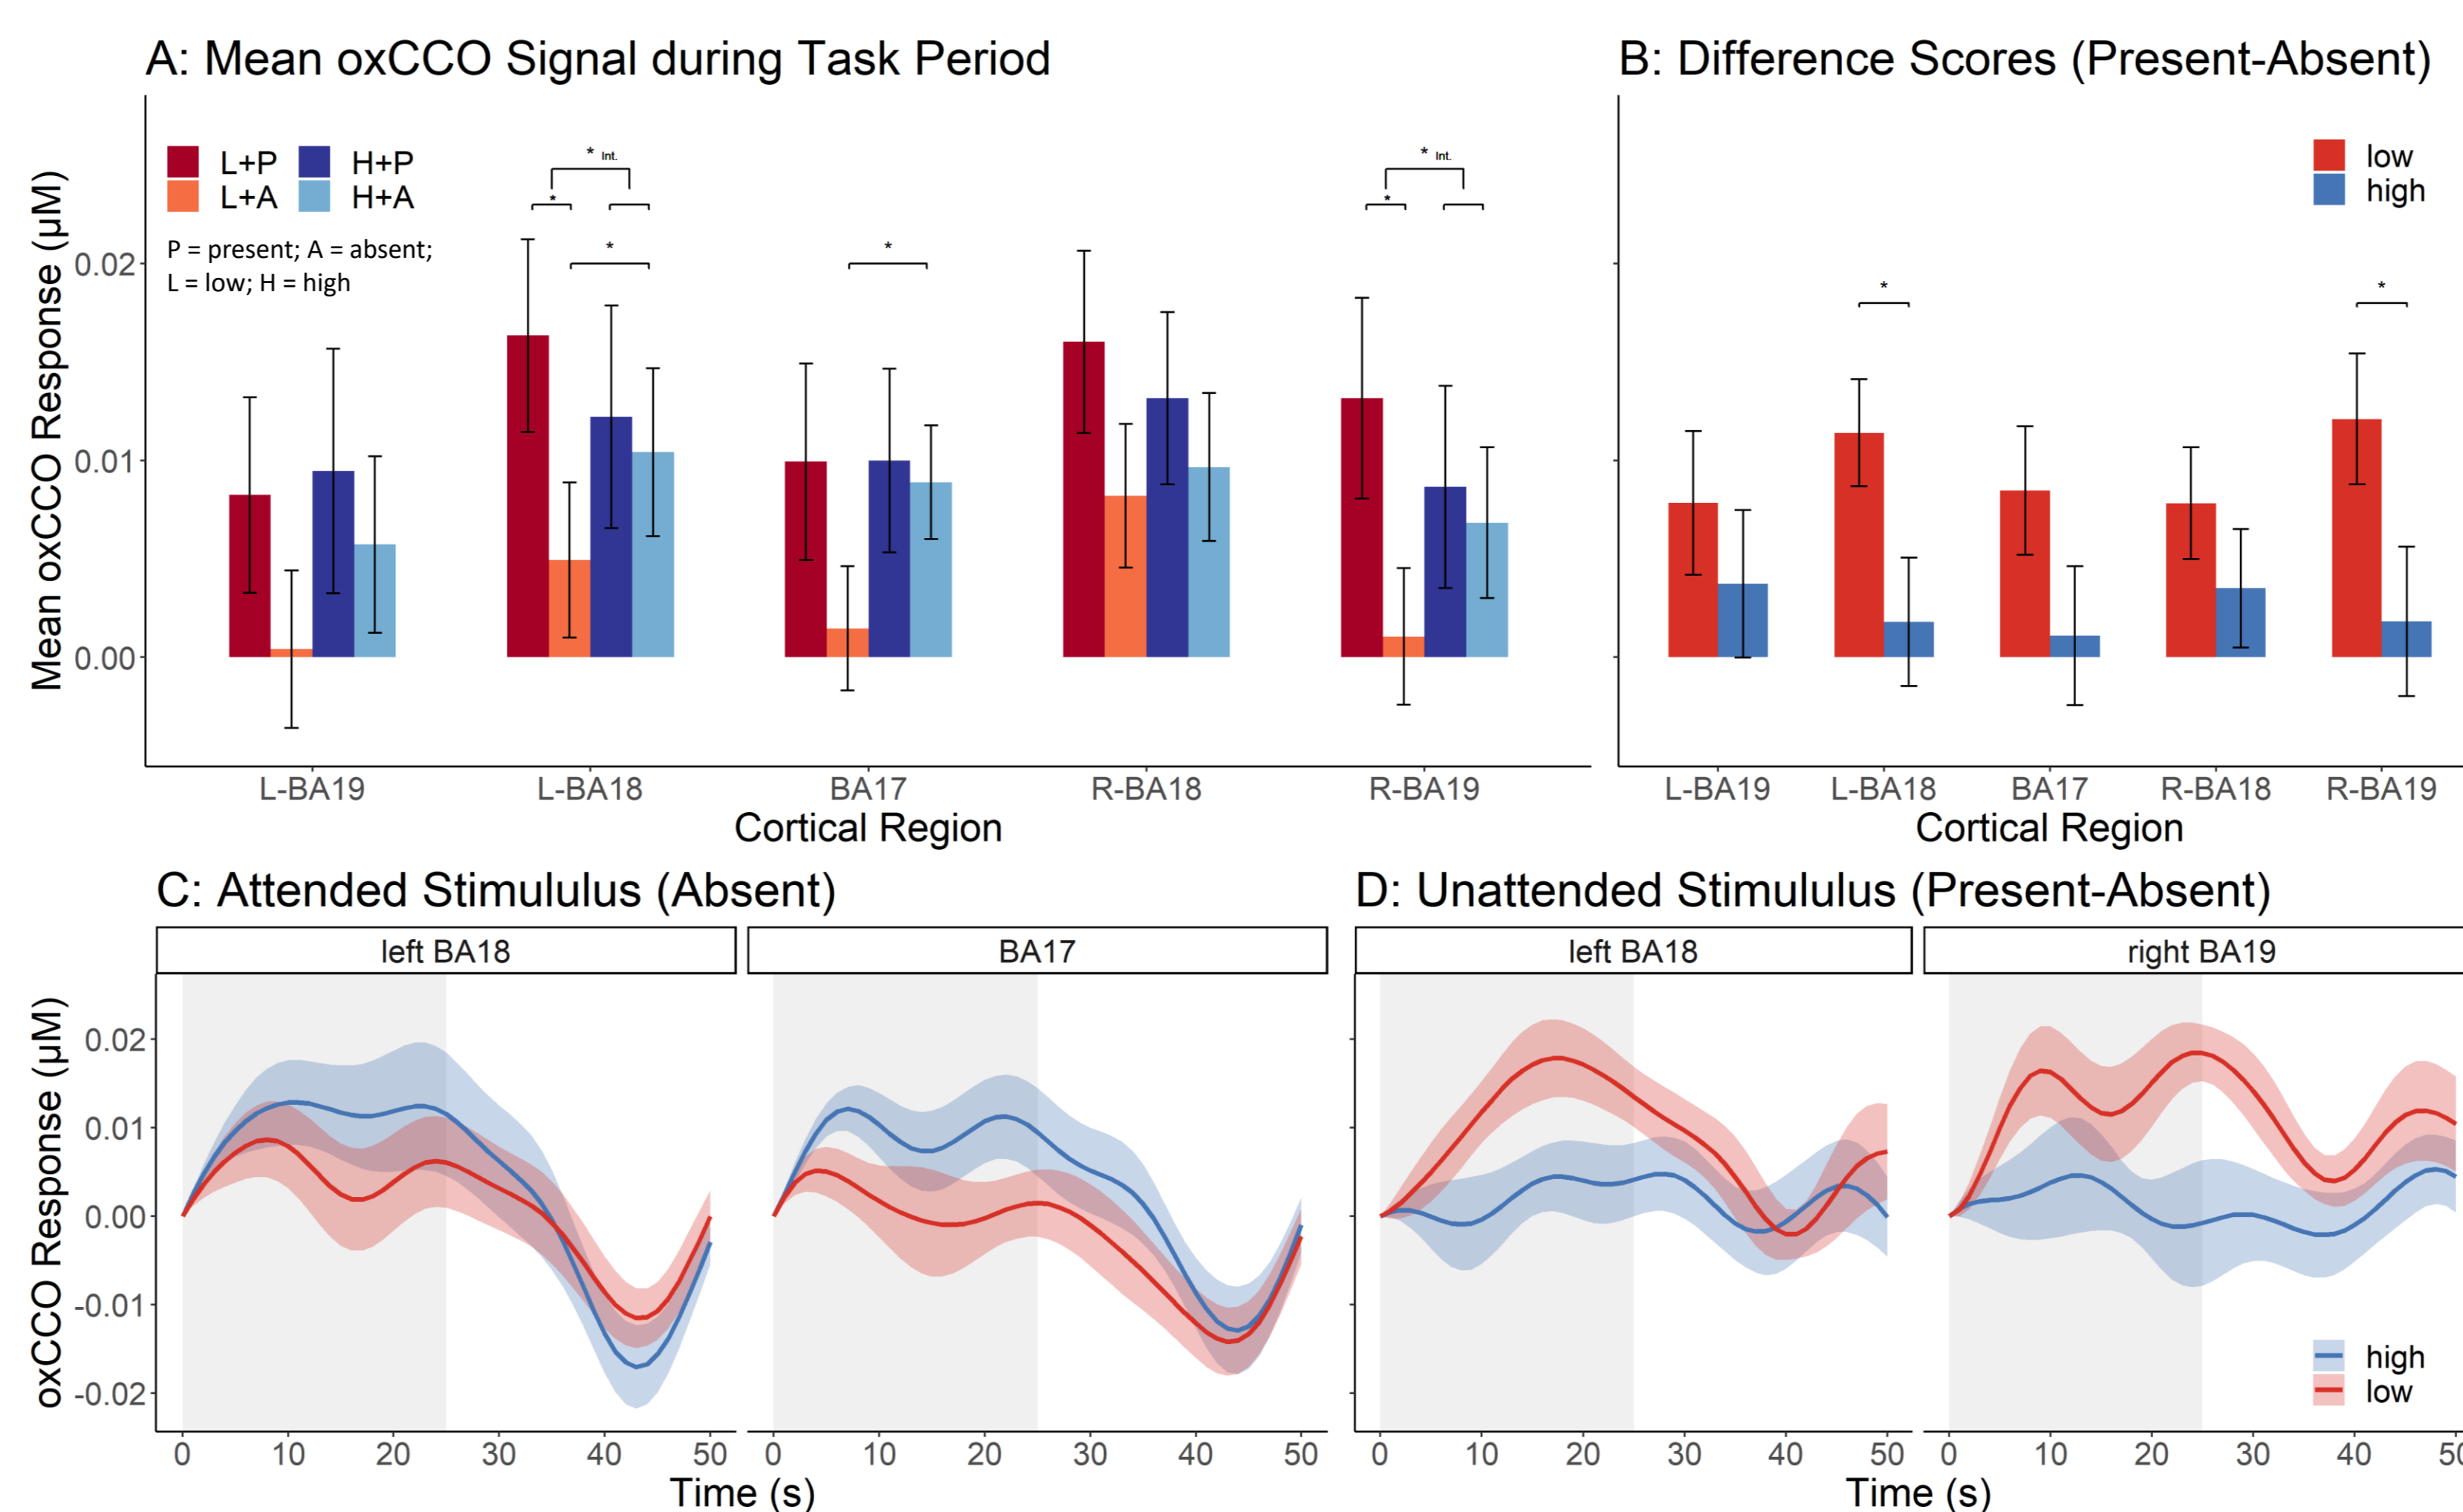 A: Mean oxCCO Signal during Task Period
L+P H+P
L+A H+A
P = present; A = absent;
L = low; H = high
* Int.
*
*
*
* Int.
*
Mean oxCCO Response (µM)
0.02
0.01
0.00
L-BA19 L-BA18 BA17 R-BA18 R-BA19
Cortical Region
B: Difference Scores (Present-Absent)
low
high
*
*
L-BA19 L-BA18 BA17 R-BA18 R-BA19
Cortical Region
C: Attended Stimululus (Absent)
left BA18 BA17
oxCCO Response (µM)
0.02
0.01
0.00
-0.01
-0.02
0 10 20 30 40 50 0 10 20 30 40 50
Time (s)
D: Unattended Stimululus (Present-Absent)
left BA18 right BA19
high
low
0 10 20 30 40 50 0 10 20 30 40 50
Time (s)